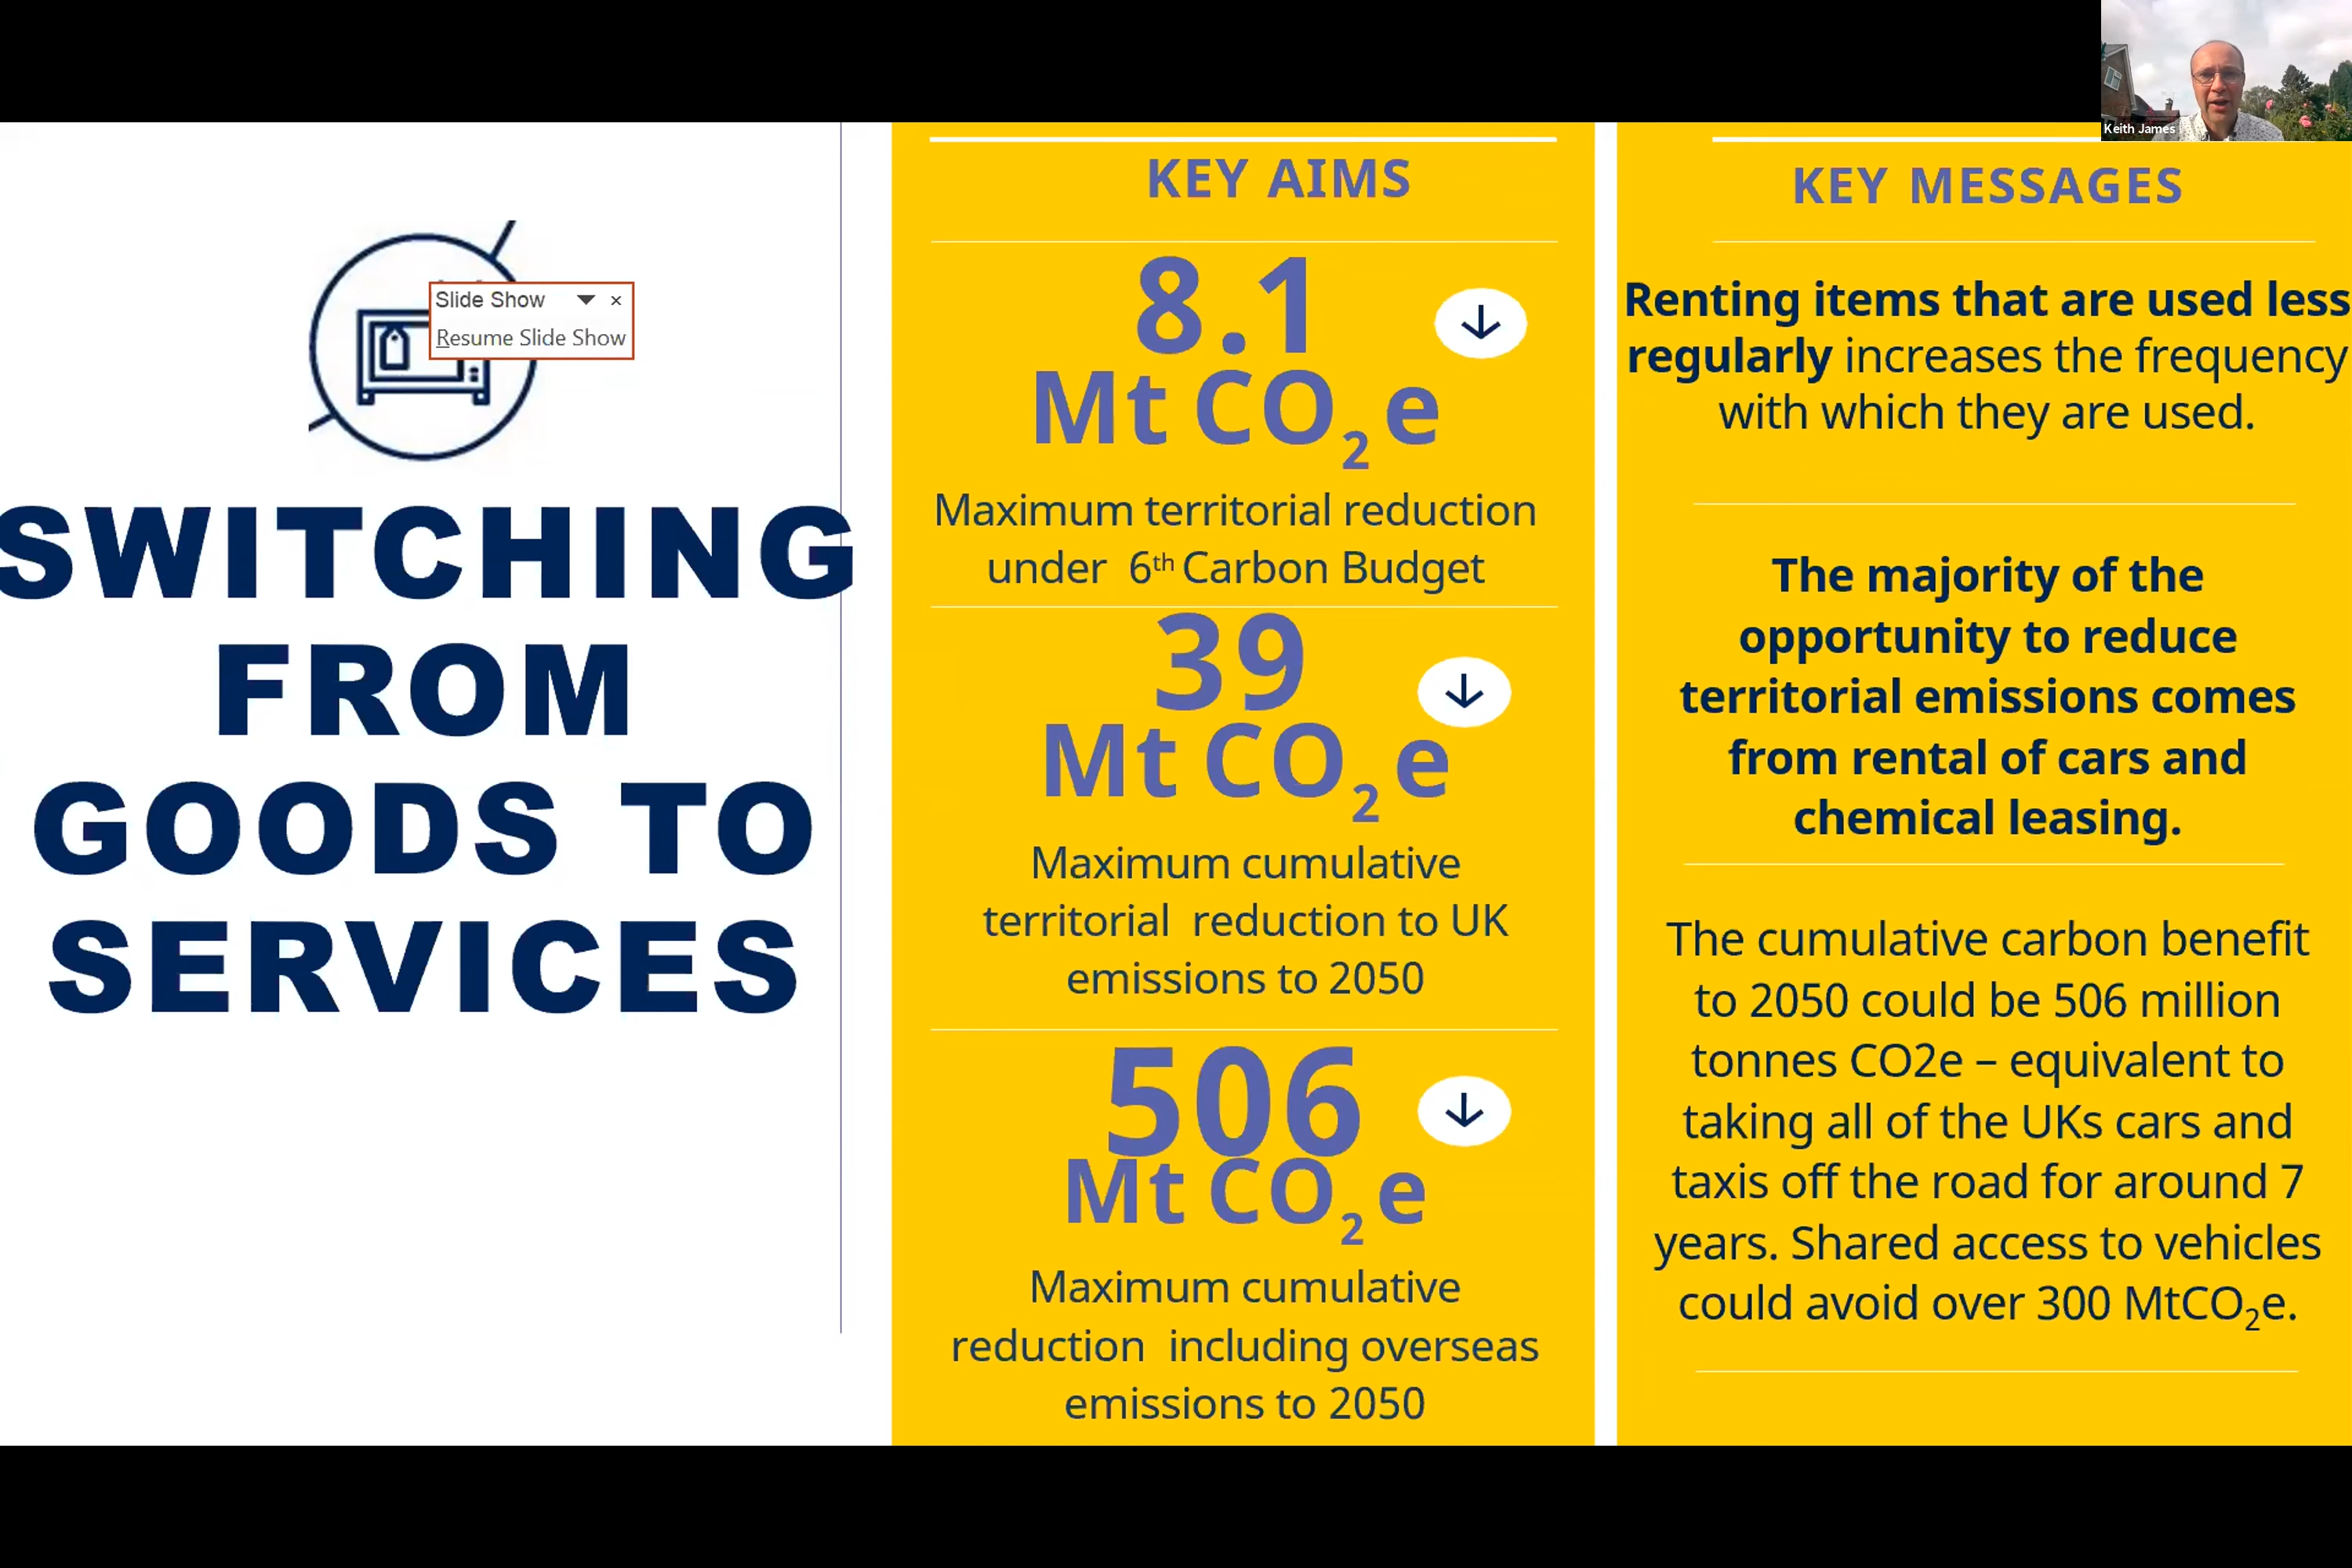 Keith James
Slide Show
Resume Slide Show
SWITCHING
FROM
GOODS TO
SERVICES
KEY AIMS
8.1
Mt CO₂e
Maximum territorial reduction
under 6th Carbon Budget
39
Mt CO₂e
Maximum cumulative
territorial reduction to UK
emissions to 2050
506
Mt CO₂e
Maximum cumulative
reduction including overseas
emissions to 2050
KEY MESSAGES
Renting items that are used less
regularly increases the frequency
with which they are used.
The majority of the
opportunity to reduce
territorial emissions comes
from rental of cars and
chemical leasing.
The cumulative carbon benefit
to 2050 could be 506 million
tonnes CO2e – equivalent to
taking all of the UKs cars and
taxis off the road for around 7
years. Shared access to vehicles
could avoid over 300 MtCO₂e.